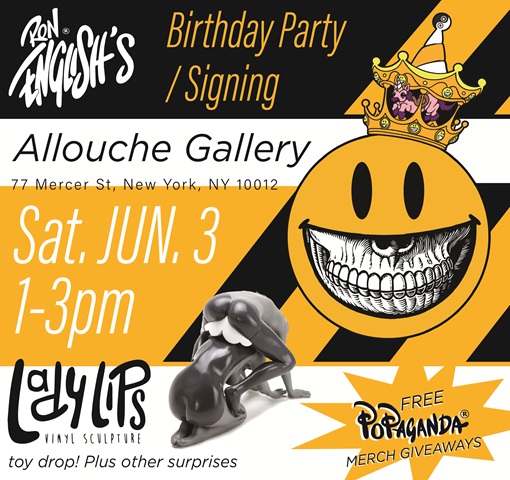 RON
ENGLISH'S®
Birthday Party
/ Signing
Allouche Gallery
77 Mercer St, New York, NY 10012
Sat. JUN. 3
1-3pm
Lady Lips
VINYL SCULPTURE
toy drop! Plus other surprises
FREE
POPAGANDA®
MERCH GIVEAWAYS